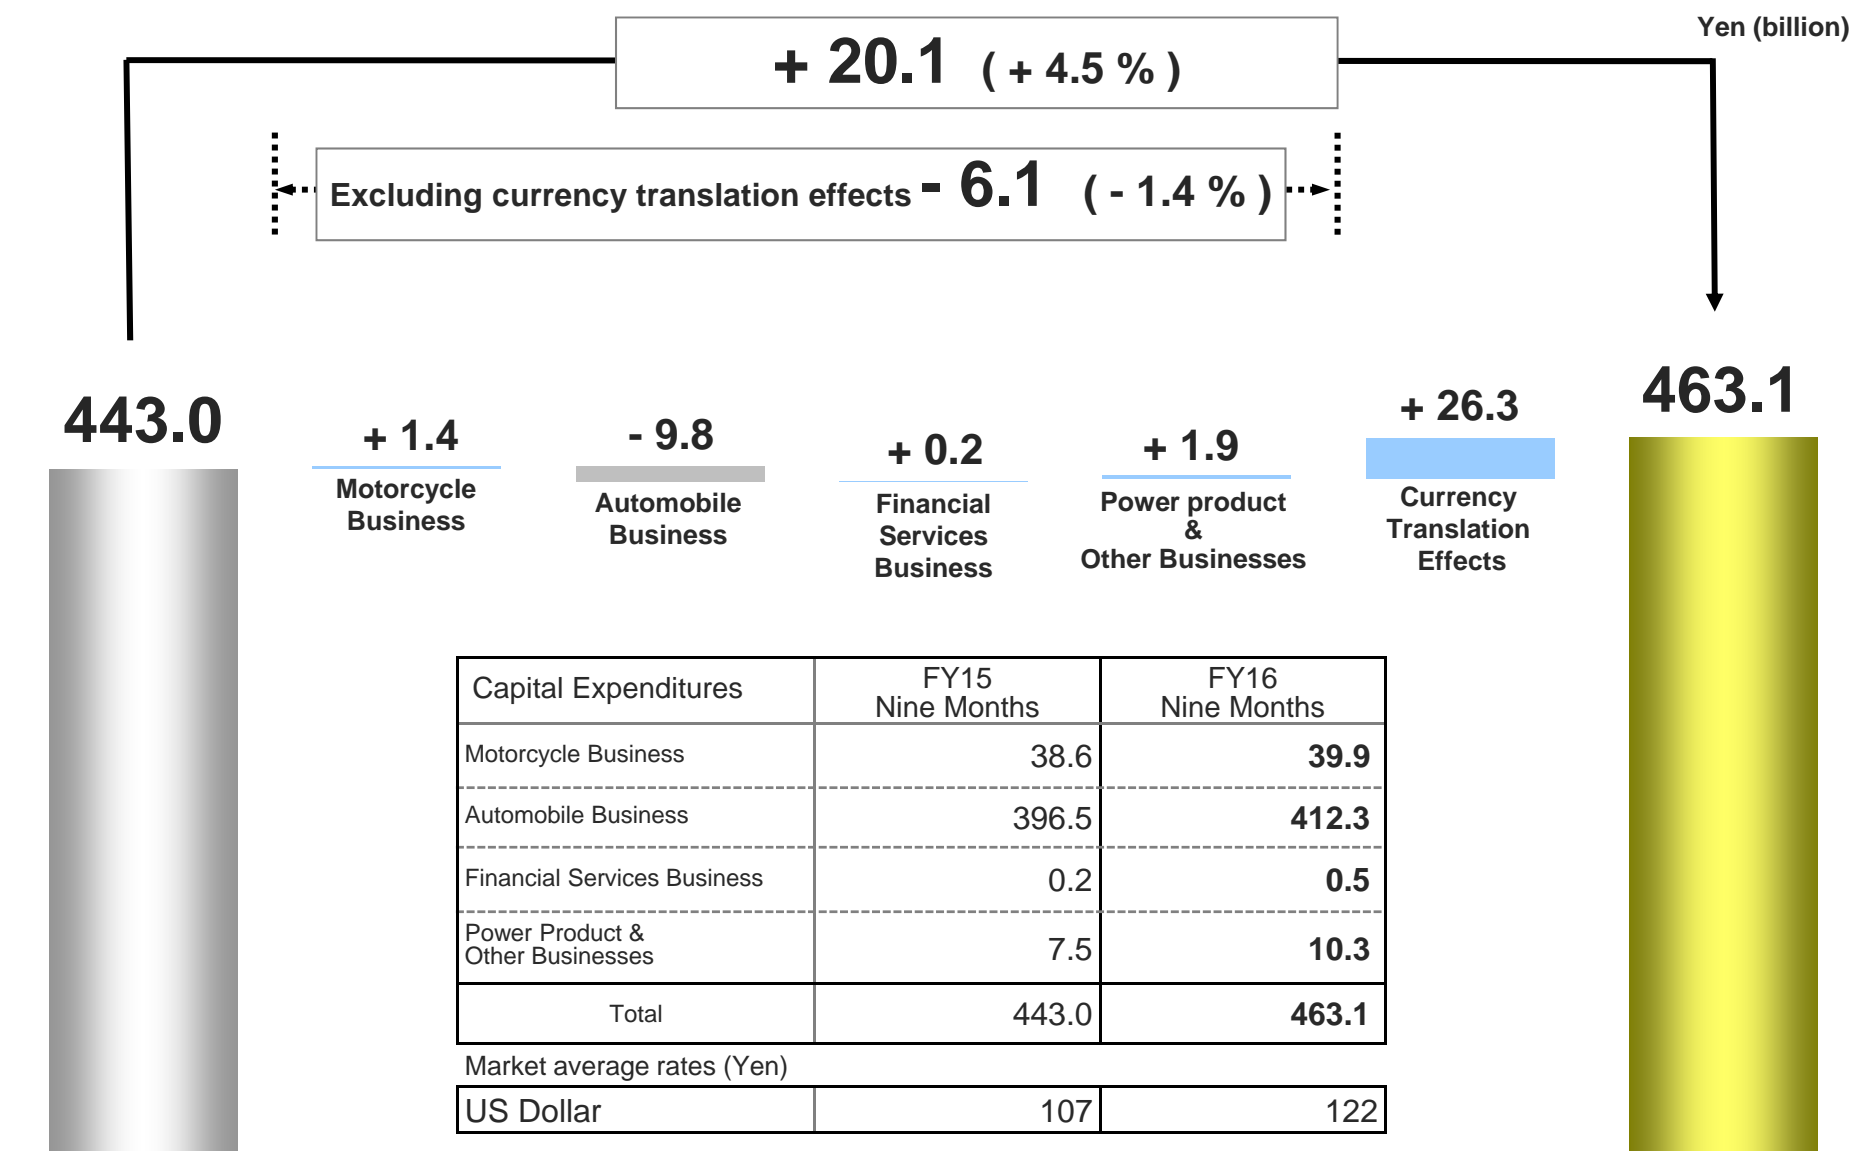 Yen (billion)
+ 20.1 ( + 4.5 % )
Excluding currency translation effects - 6.1 ( - 1.4 % )
443.0
+ 1.4
Motorcycle
Business
- 9.8
Automobile
Business
+ 0.2
Financial
Services
Business
+ 1.9
Power product
&
Other Businesses
+ 26.3
Currency
Translation
Effects
463.1
Capital Expenditures
FY15
Nine Months
FY16
Nine Months
Motorcycle Business 38.6 39.9
Automobile Business 396.5 412.3
Financial Services Business 0.2 0.5
Power Product &
Other Businesses 7.5 10.3
Total 443.0 463.1
Market average rates (Yen)
US Dollar 107 122